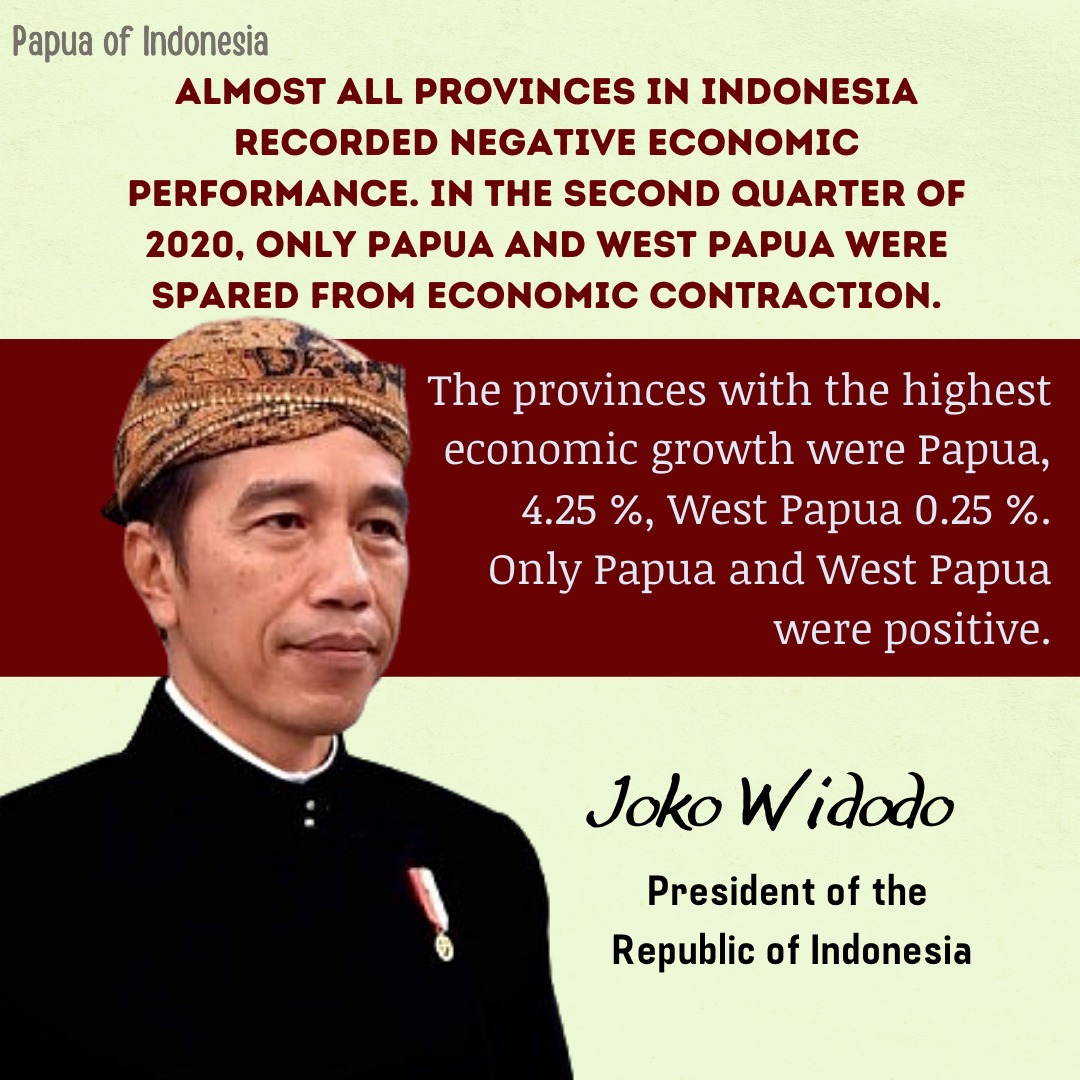 Papua of Indonesia
ALMOST ALL PROVINCES IN INDONESIA
RECORDED NEGATIVE ECONOMIC
PERFORMANCE. IN THE SECOND QUARTER OF
2020, ONLY PAPUA AND WEST PAPUA WERE
SPARED FROM ECONOMIC CONTRACTION.
The provinces with the highest
economic growth were Papua,
4.25 %, West Papua 0.25 %.
Only Papua and West Papua
were positive.
Joko Widodo
President of the
Republic of Indonesia